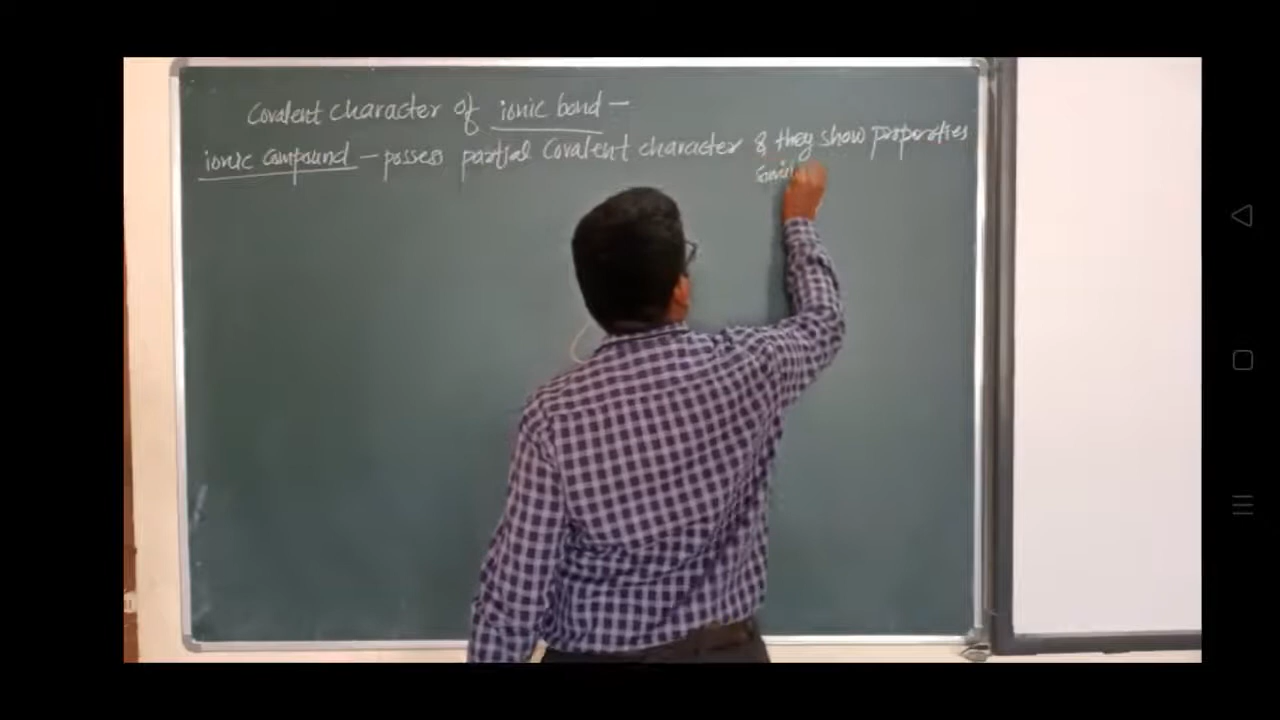 Covalent character of ionic bond -
ionic compound - possess partial covalent character & they show properties